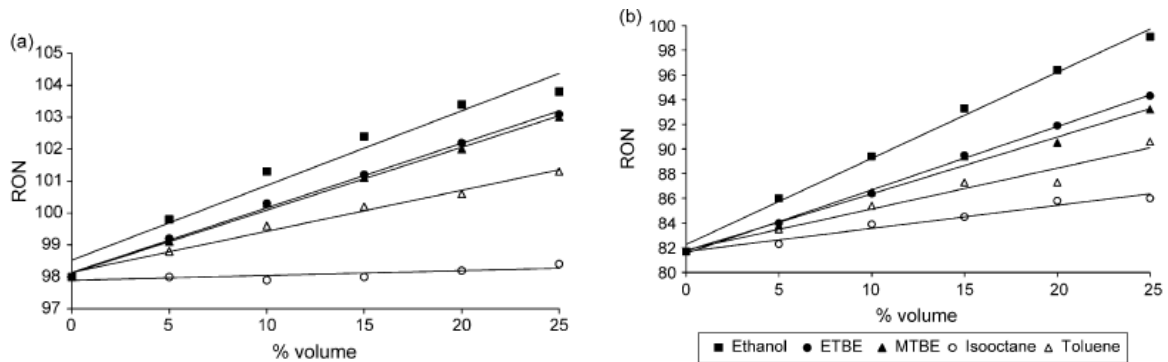 (a)
105
104
103
102
101
100
99
98
97
RON
0 5 10 15 20 25
% volume
(b)
100
98
96
94
92
90
88
86
84
82
80
RON
0 5 10 15 20 25
% volume
Ethanol ETBE MTBE Isooctane Toluene